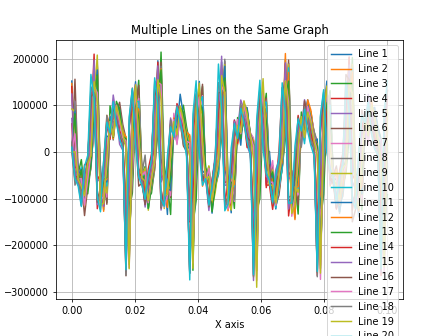 Multiple Lines on the Same Graph
200000
100000
0
-100000
-200000
-300000
0.00
0.02
0.04
0.06
0.08
X axis
Line 1
Line 2
Line 3
Line 4
Line 5
Line 6
Line 7
Line 8
Line 9
Line 10
Line 11
Line 12
Line 13
Line 14
Line 15
Line 16
Line 17
Line 18
Line 19
Line 20